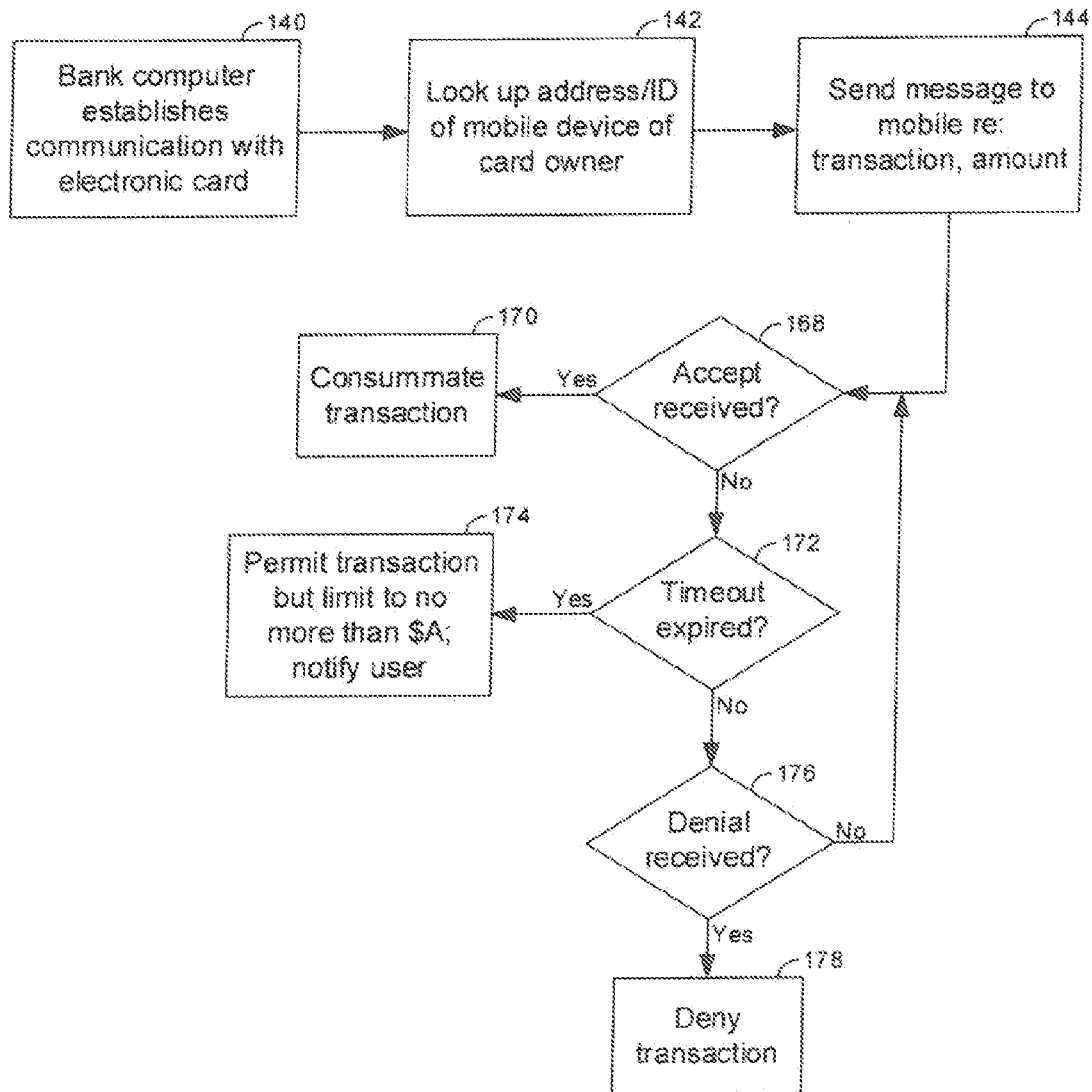 140
Bank computer
establishes
communication with
electronic card
142
Look up address/ID
of mobile device of
card owner
144
Send message to
mobile re:
transaction, amount
170
Consummate
transaction
Yes
168
Accept
received?
No
174
Permit transaction
but limit to no
more than $A;
notify user
Yes
172
Timeout
expired?
No
176
Denial
received?
No
Yes
178
Deny
transaction